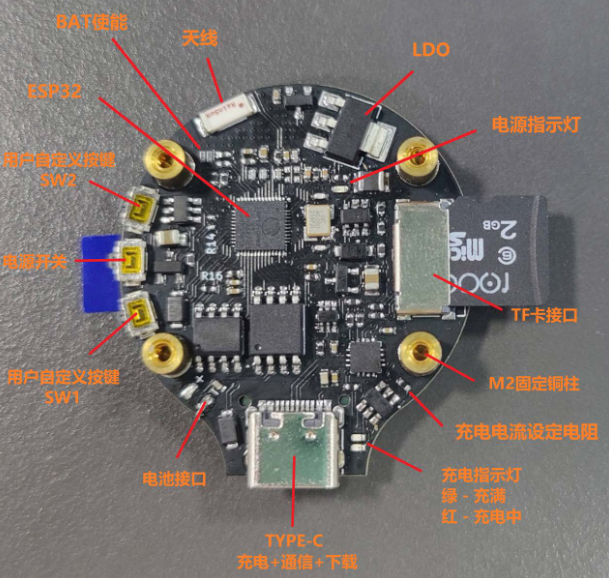 BAT使能
天线
LDO
ESP32
电源指示灯
用户自定义按键
SW2
R14
电源开关
R16
2
GB
TF卡接口
用户自定义按键
SW1
M2固定铜柱
充电电流设定电阻
电池接口
充电指示灯
绿 - 充满
红 - 充电中
TYPE-C
充电+通信+下载